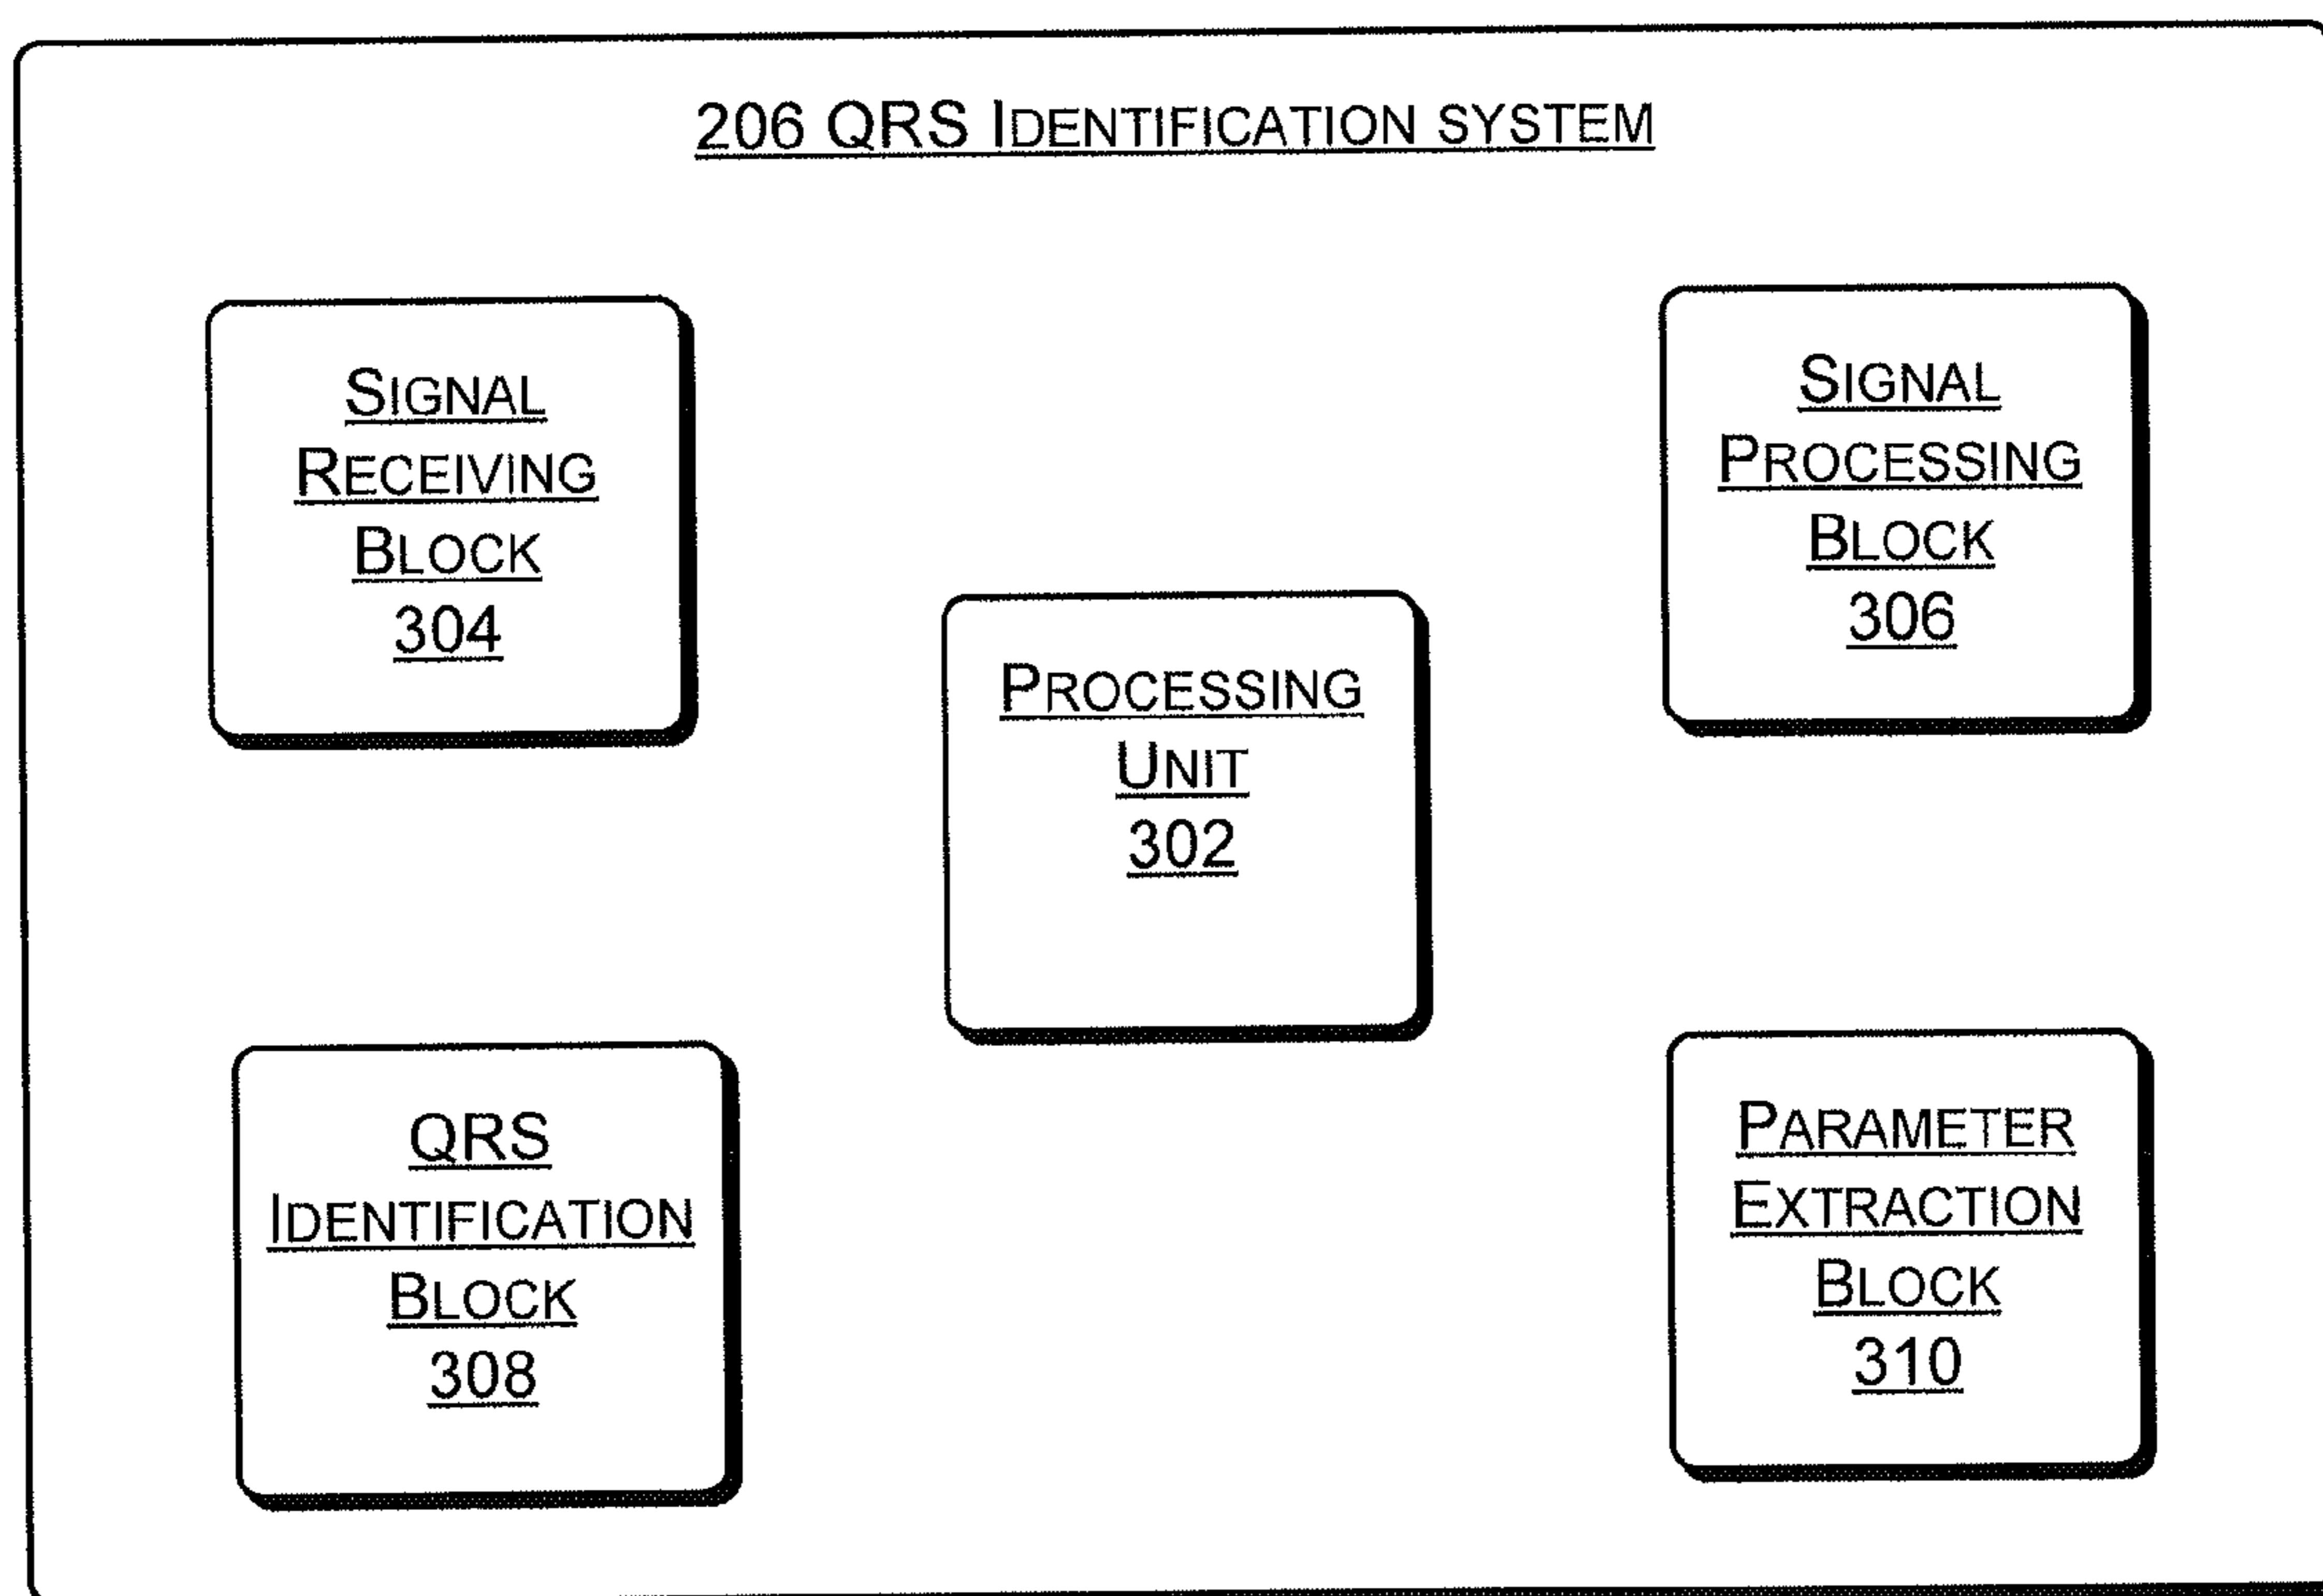 206 QRS IDENTIFICATION SYSTEM
SIGNAL
RECEIVING
BLOCK
304
SIGNAL
PROCESSING
BLOCK
306
PROCESSING
UNIT
302
QRS
IDENTIFICATION
BLOCK
308
PARAMETER
EXTRACTION
BLOCK
310